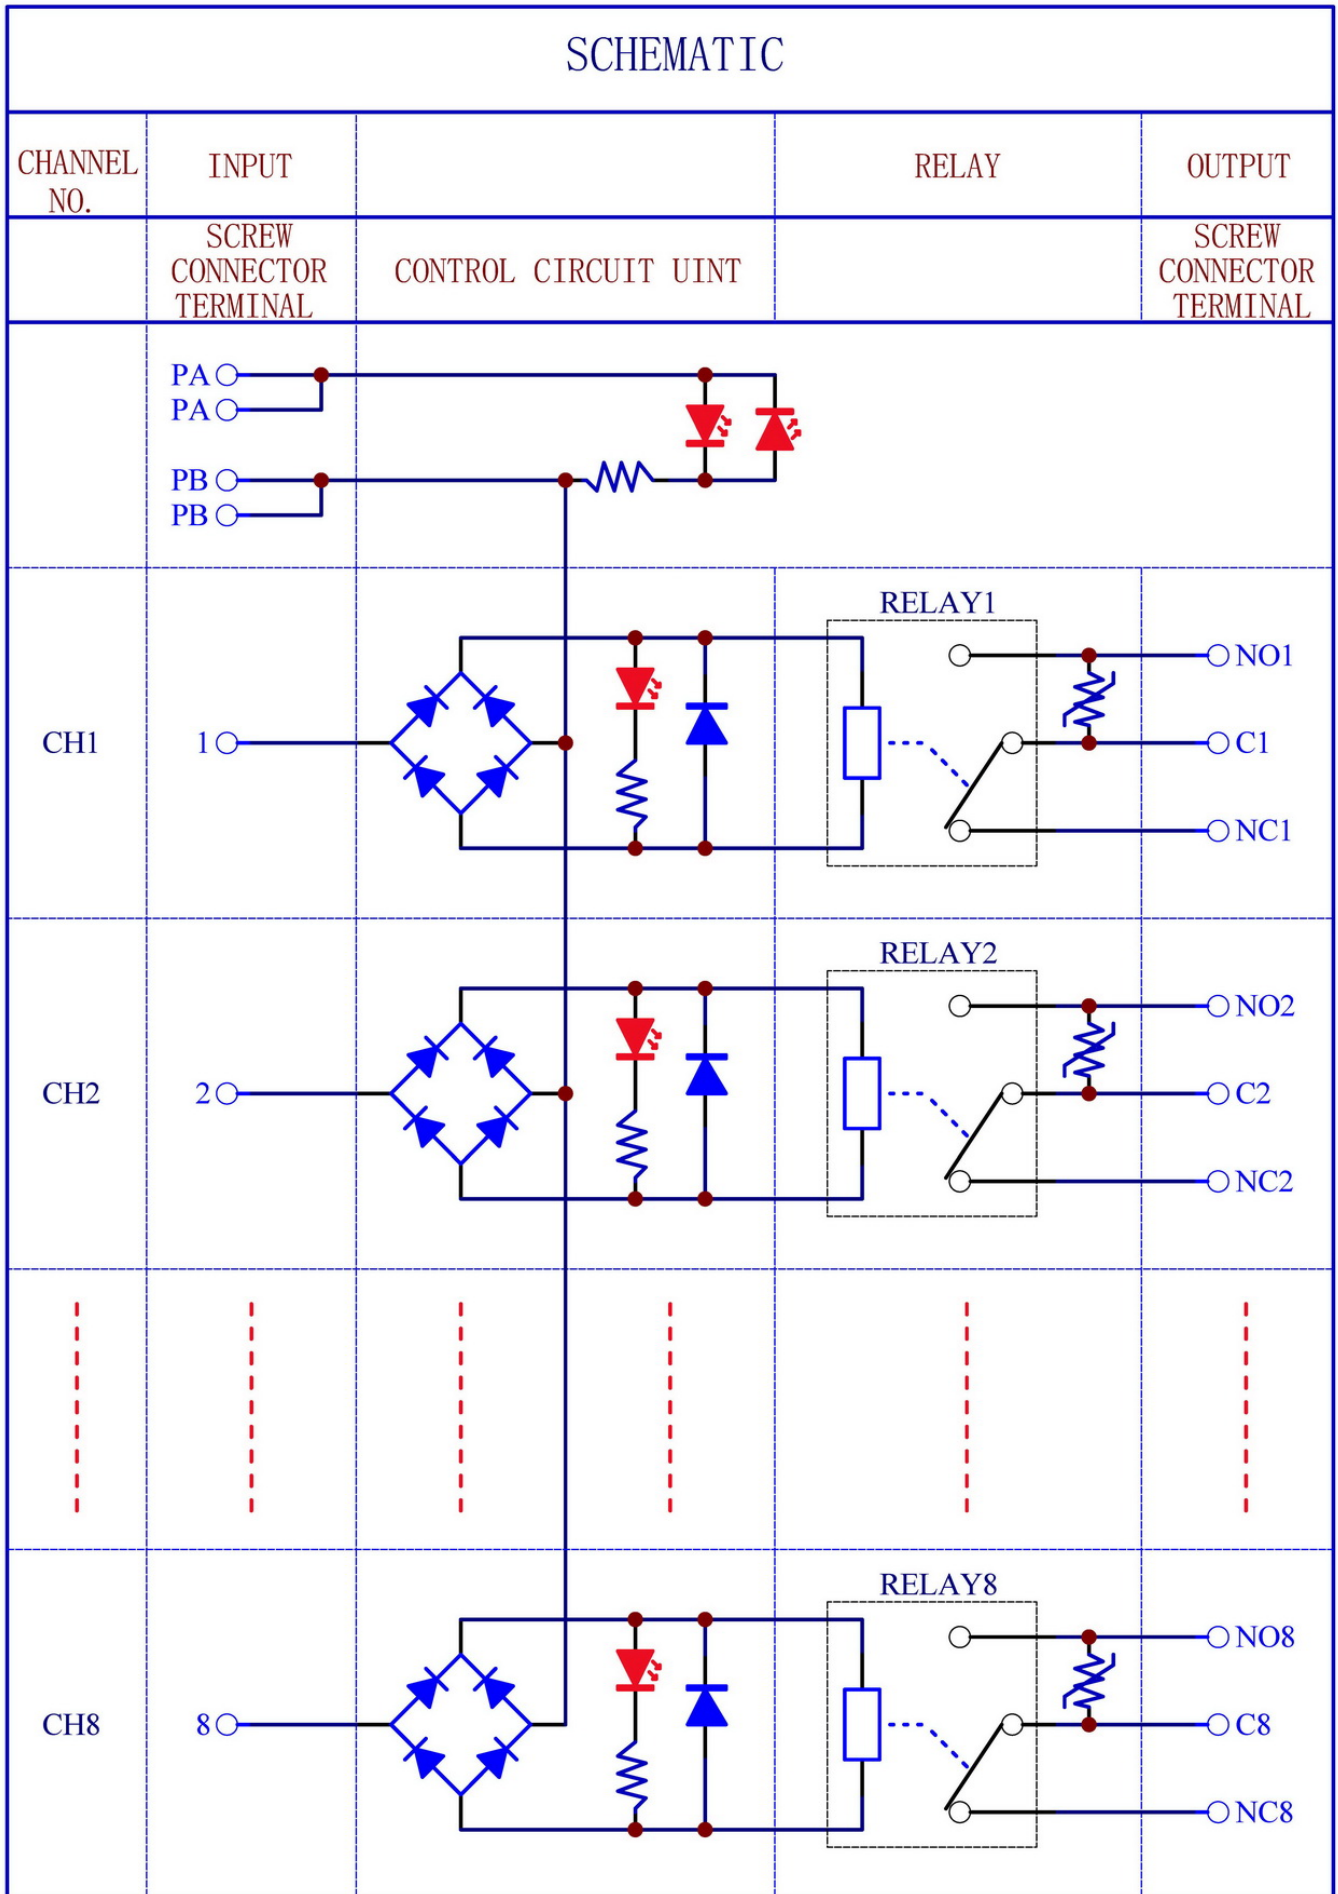 SCHEMATIC
CHANNEL
NO.
INPUT
RELAY
OUTPUT
SCREW
CONNECTOR
TERMINAL
CONTROL CIRCUIT UINT
SCREW
CONNECTOR
TERMINAL
PA
PA
PB
PB
RELAY1
NO1
CH1
1
C1
NC1
RELAY2
NO2
CH2
2
C2
NC2
RELAY8
NO8
CH8
8
C8
NC8